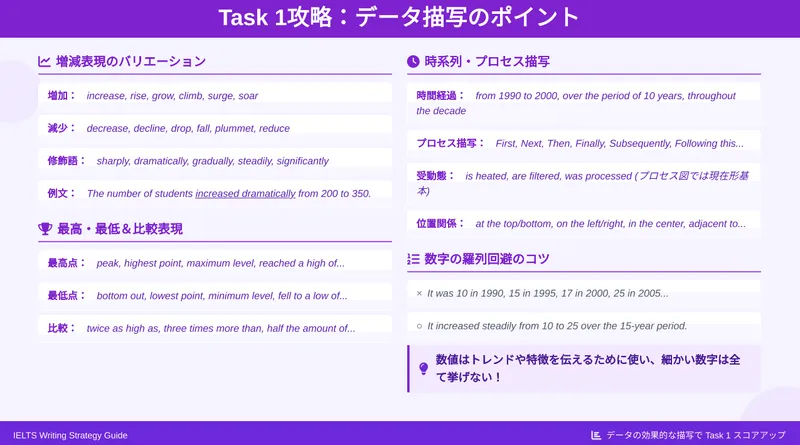 Task 1攻略：データ描写のポイント
増減表現のバリエーション
増加： increase, rise, grow, climb, surge, soar
減少： decrease, decline, drop, fall, plummet, reduce
修飾語： sharply, dramatically, gradually, steadily, significantly
例文： The number of students increased dramatically from 200 to 350.
最高・最低＆比較表現
最高点： peak, highest point, maximum level, reached a high of...
最低点： bottom out, lowest point, minimum level, fell to a low of...
比較： twice as high as, three times more than, half the amount of...
時系列・プロセス描写
時間経過： from 1990 to 2000, over the period of 10 years, throughout
the decade
プロセス描写： First, Next, Then, Finally, Subsequently, Following this...
受動態： is heated, are filtered, was processed (プロセス図では現在形基
本)
位置関係： at the top/bottom, on the left/right, in the center, adjacent to...
数字の羅列回避のコツ
× It was 10 in 1990, 15 in 1995, 17 in 2000, 25 in 2005...
○ It increased steadily from 10 to 25 over the 15-year period.
数値はトレンドや特徴を伝えるために使い、細かい数字は全
て挙げない！
IELTS Writing Strategy Guide
データの効果的な描写で Task 1 スコアアップ